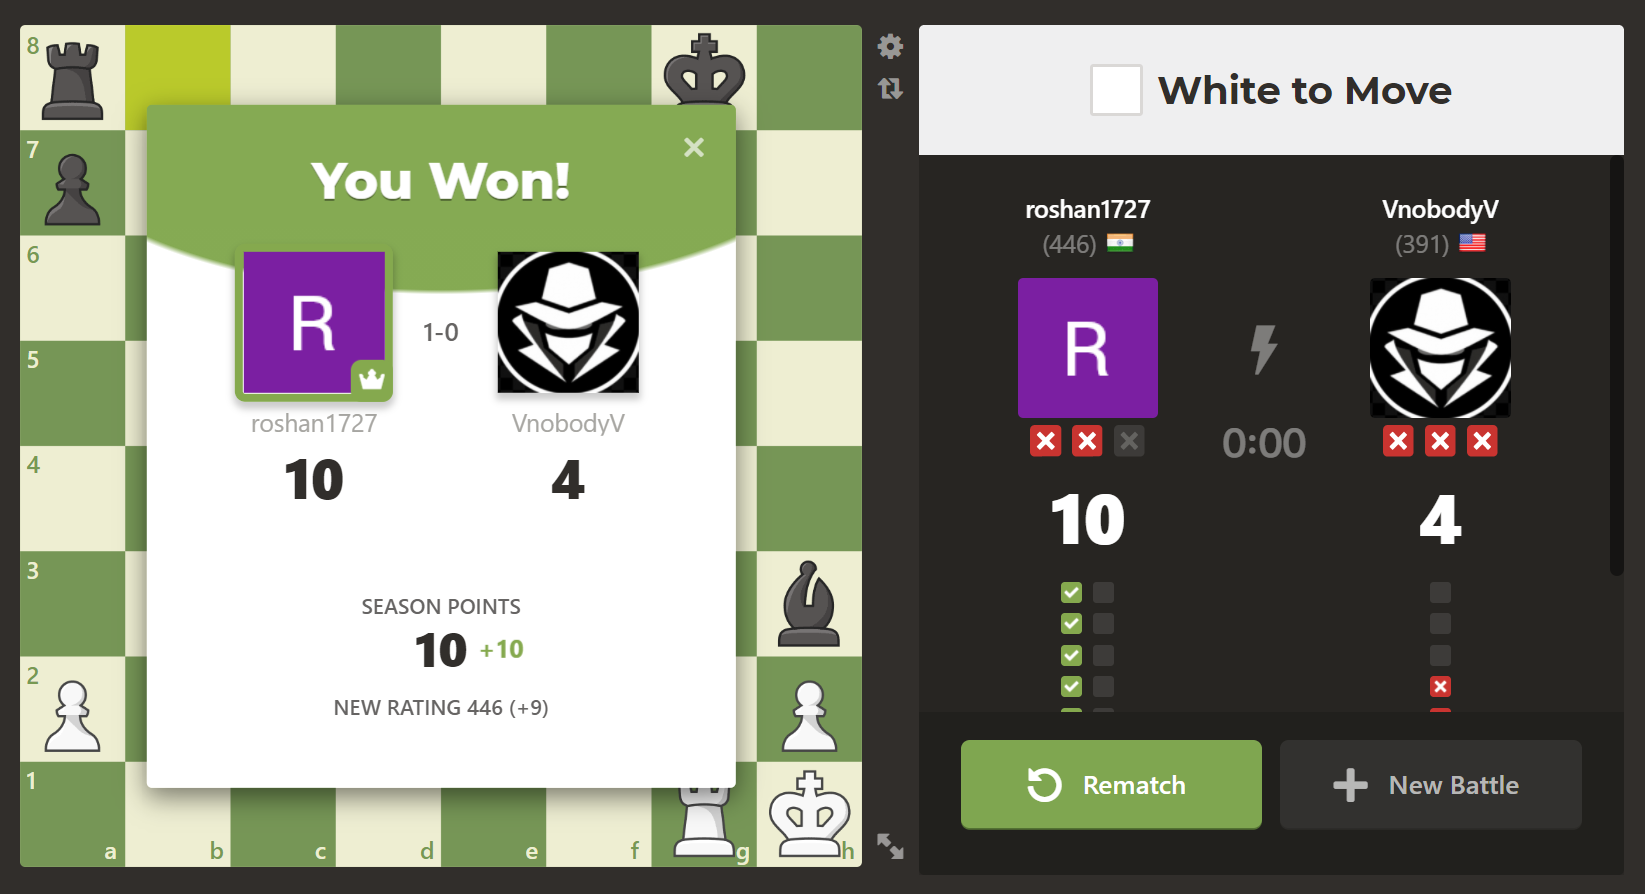 8
7
6
5
4
3
2
1
a b c d e f g h
You Won!
R
1-0
roshan1727
VnobodyV
10
4
SEASON POINTS
10 +10
NEW RATING 446 (+9)
White to Move
roshan1727
VnobodyV
(446)
(391)
R
0:00
10
4
Rematch
New Battle